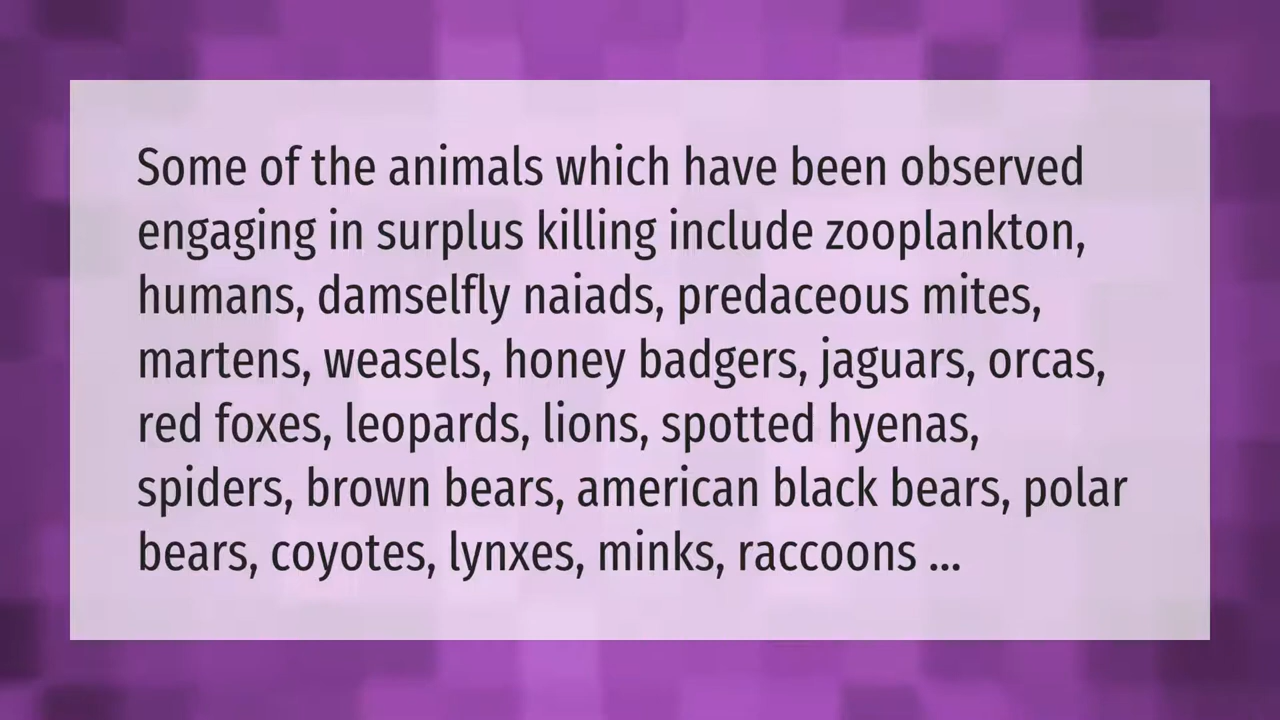 Some of the animals which have been observed
engaging in surplus killing include zooplankton,
humans, damselfly naiads, predaceous mites,
martens, weasels, honey badgers, jaguars, orcas,
red foxes, leopards, lions, spotted hyenas,
spiders, brown bears, american black bears, polar
bears, coyotes, lynxes, minks, raccoons ...